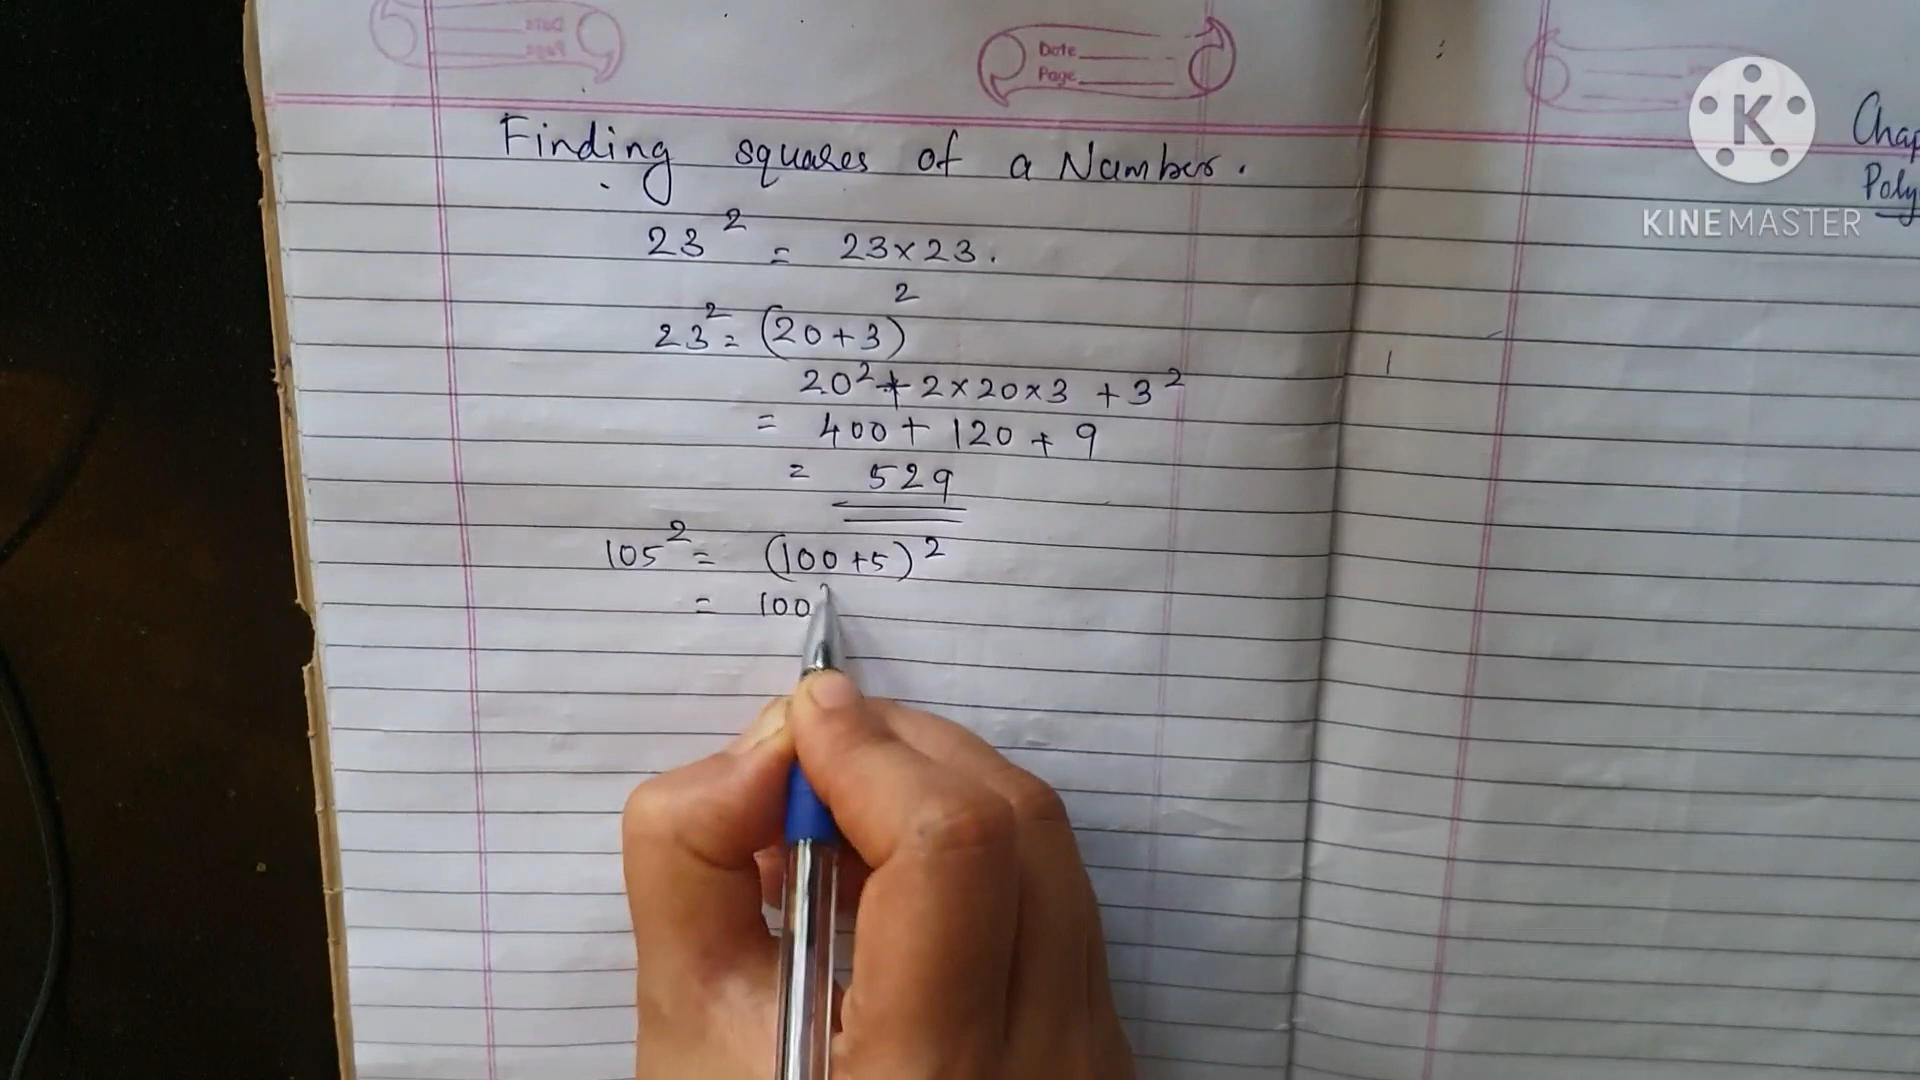 Date
Page
Finding squares of a Number.
23² = 23×23.
23² = (20+3)²
20² + 2×20×3 + 3²
= 400 + 120 + 9
= 529
105² = (100+5)²
= 100
K
KINEMASTER